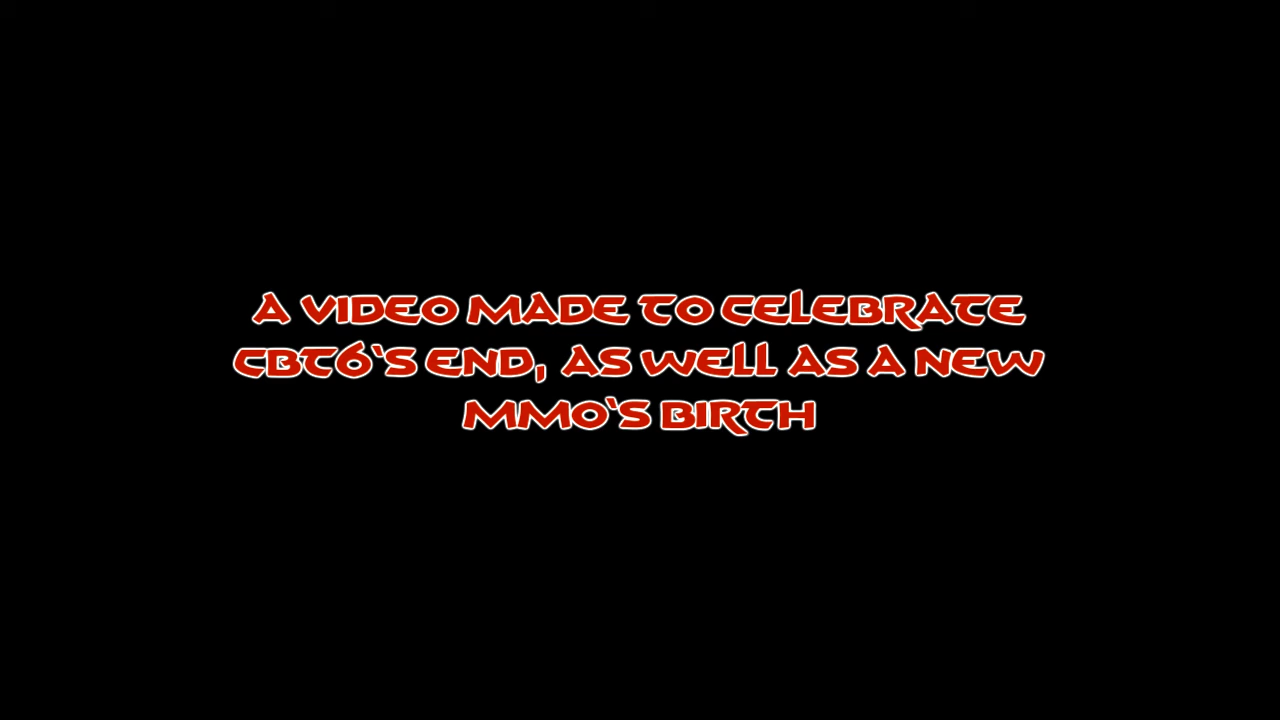 A VIDEO MADE TO CELEBRATE
CBT6'S END, AS WELL AS A NEW
MMO'S BIRTH